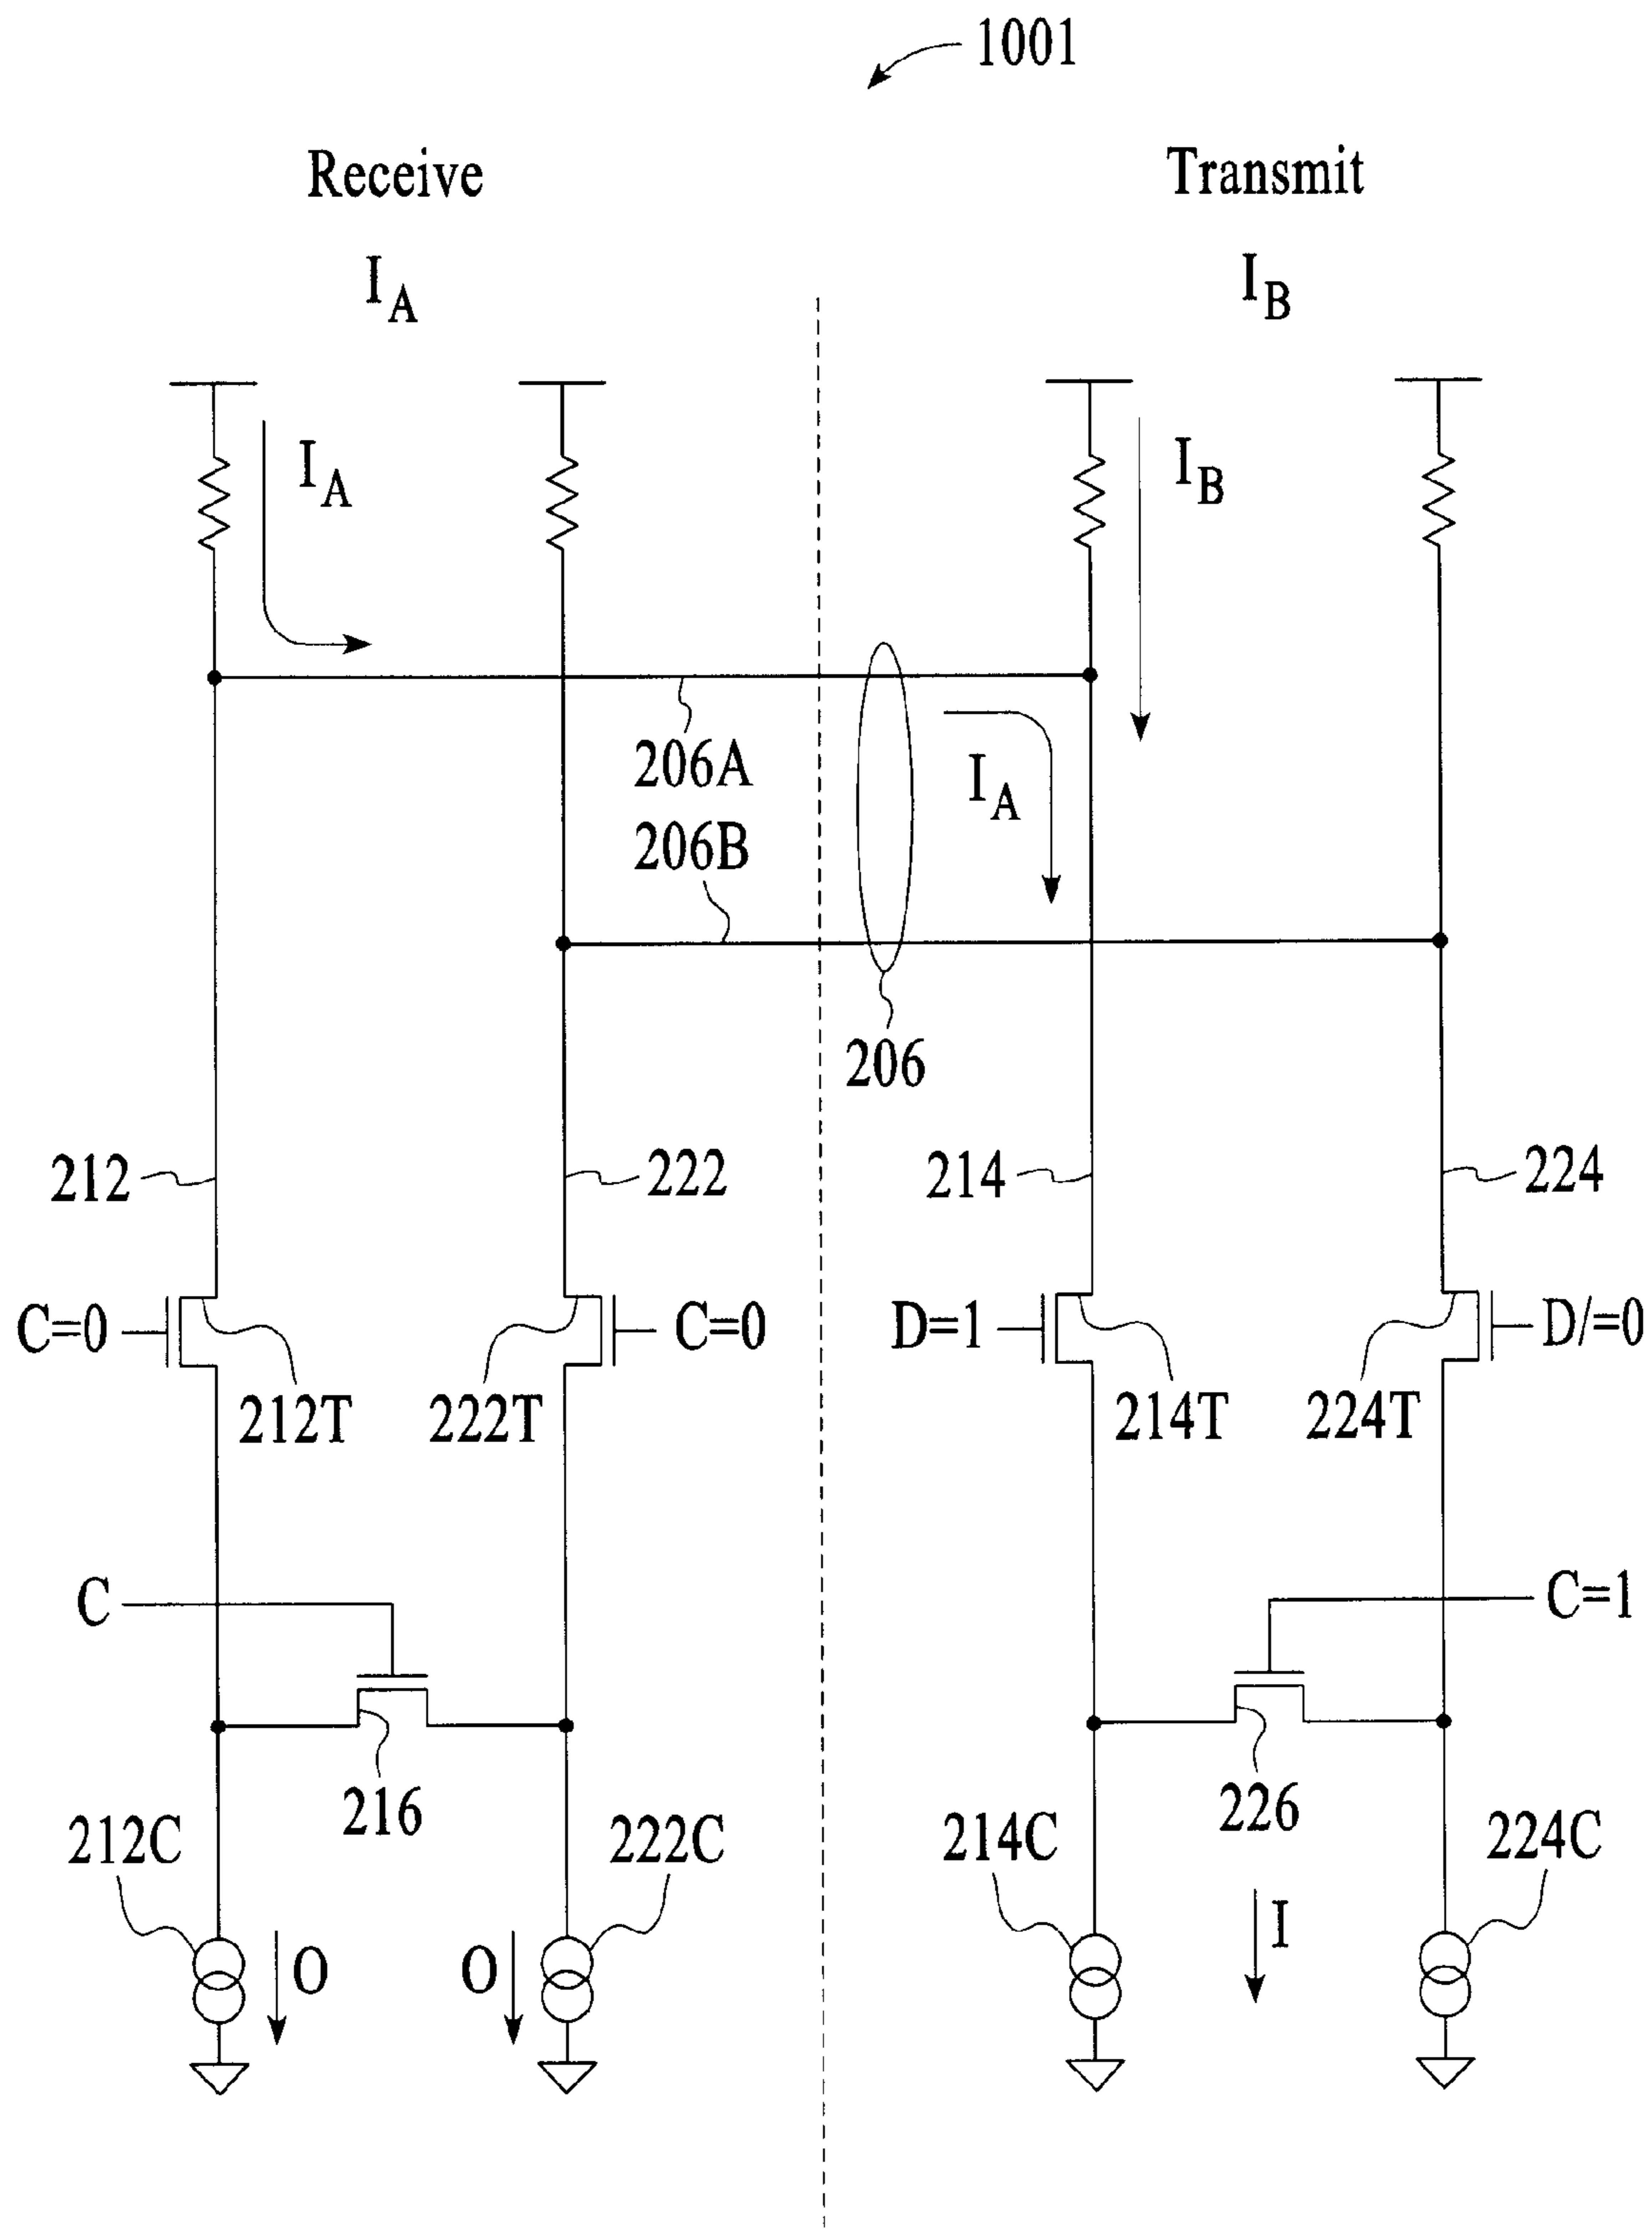 1001
Receive
Transmit
I_A
I_B
I_A
I_B
206A
I_A
206B
206
212
222
214
224
C=0
C=0
D=1
D/=0
212T
222T
214T
224T
C
C=1
216
226
212C
222C
214C
224C
O
O
I